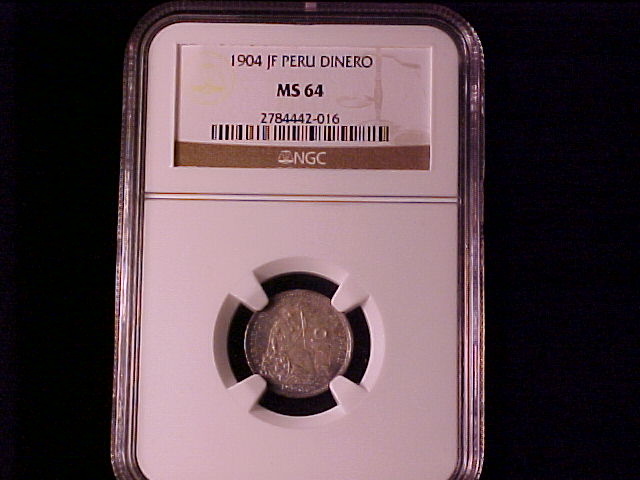 1904 JF PERU DINERO
MS 64
2784442-016
NGC